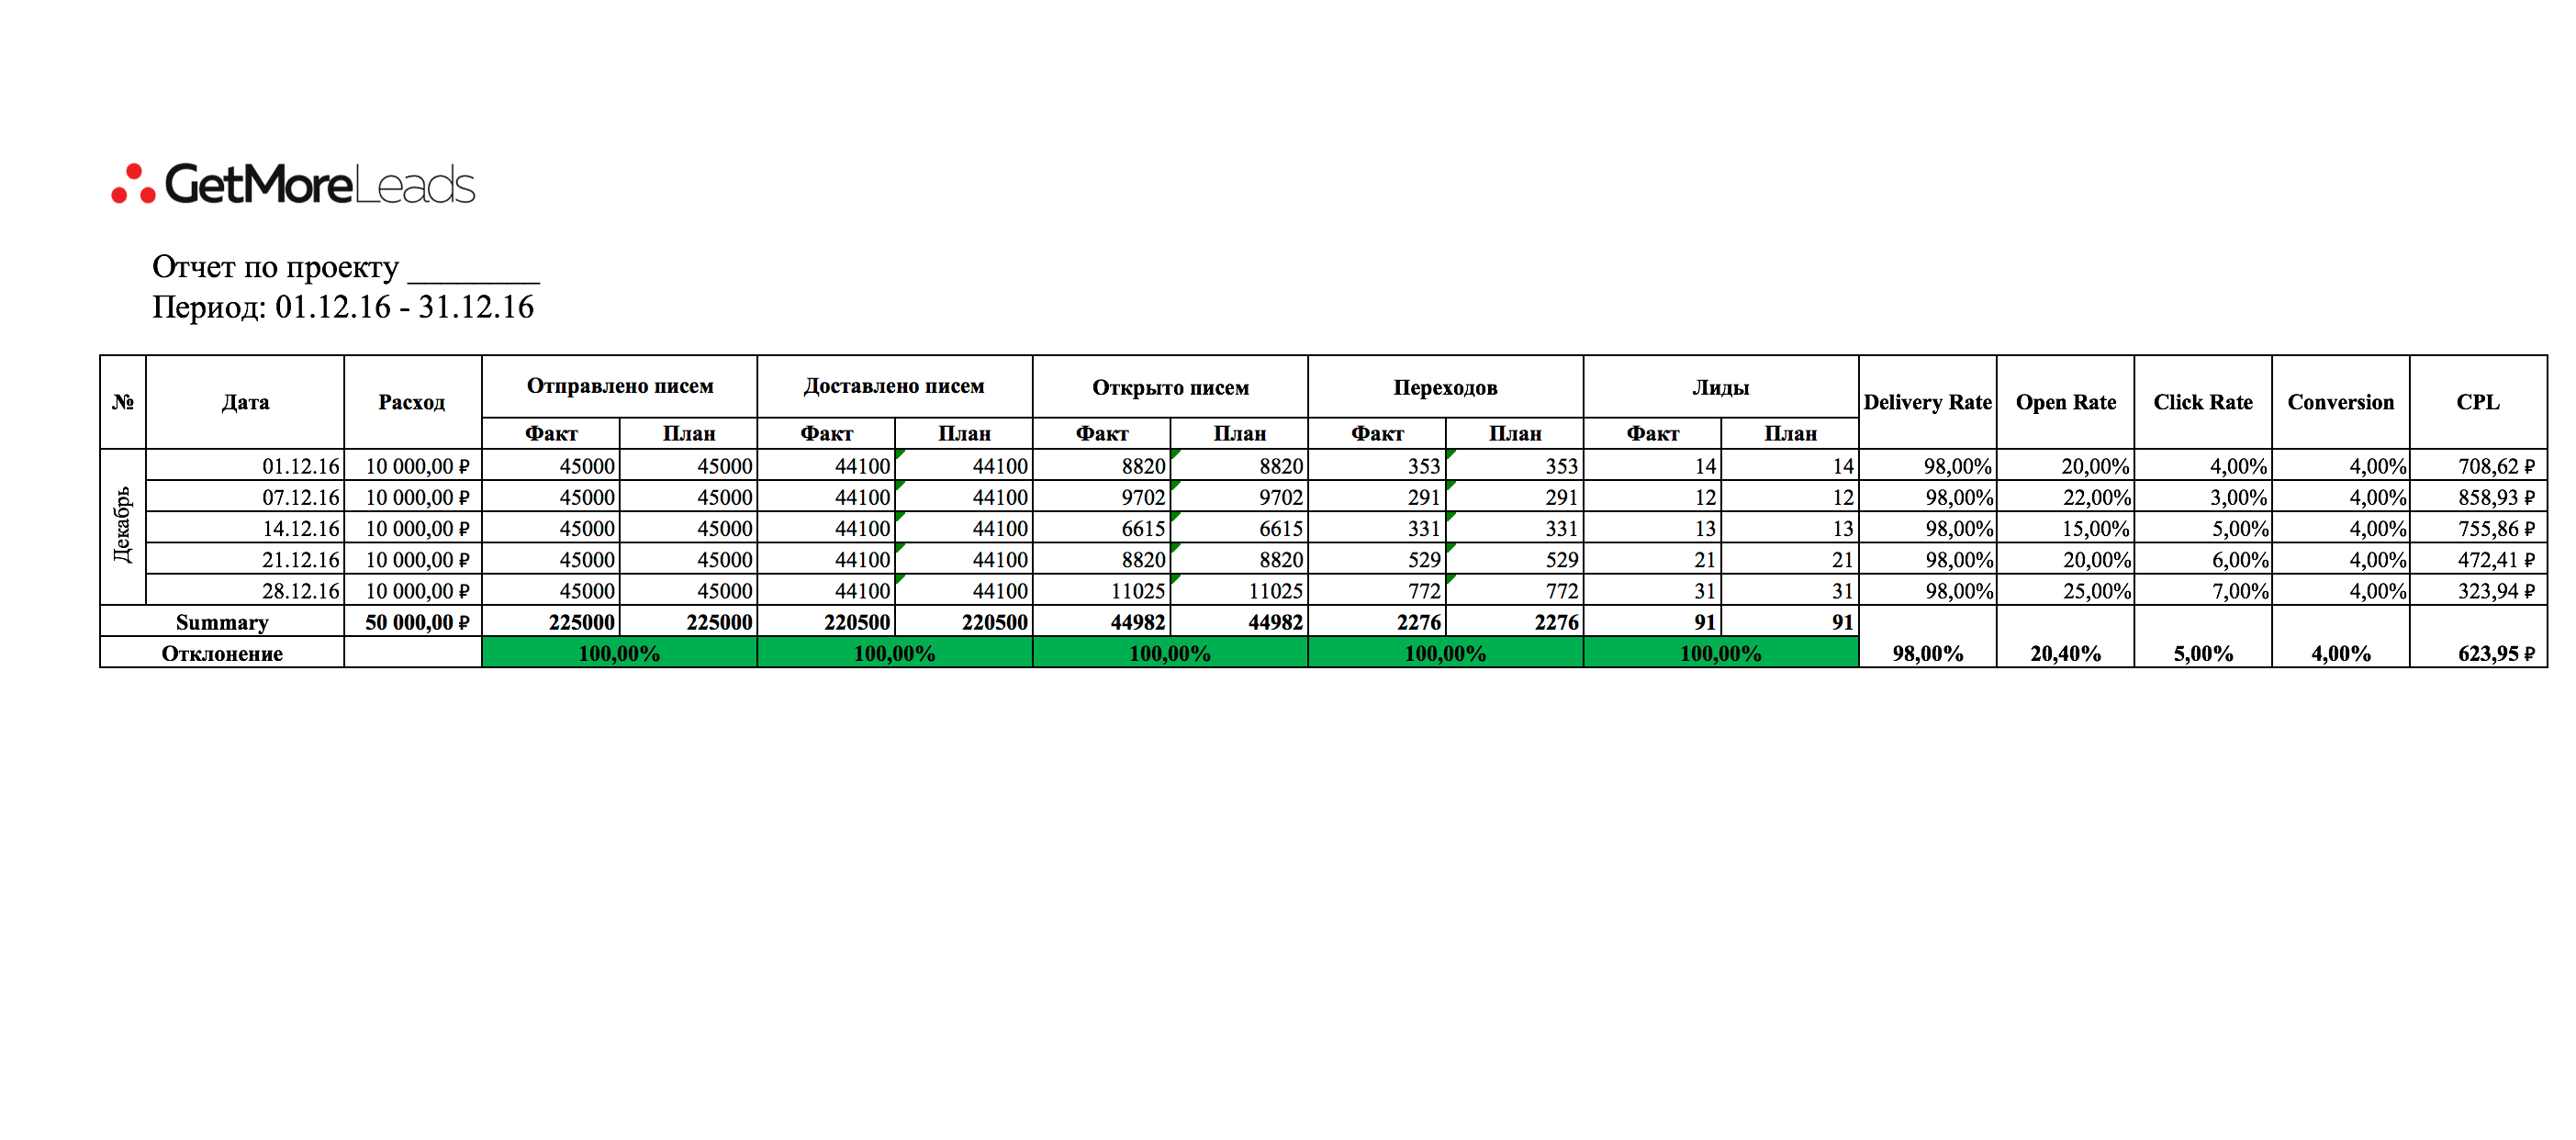 GetMoreLeads
Отчет по проекту ________
Период: 01.12.16 - 31.12.16
№ Дата Расход Отправлено писем Доставлено писем Открыто писем Переходов Лиды Delivery Rate Open Rate Click Rate Conversion CPL
Факт План Факт План Факт План Факт План Факт План
Декабрь
01.12.16 10 000,00 ₽ 45000 45000 44100 44100 8820 8820 353 353 14 14 98,00% 20,00% 4,00% 4,00% 708,62 ₽
07.12.16 10 000,00 ₽ 45000 45000 44100 44100 9702 9702 291 291 12 12 98,00% 22,00% 3,00% 4,00% 858,93 ₽
14.12.16 10 000,00 ₽ 45000 45000 44100 44100 6615 6615 331 331 13 13 98,00% 15,00% 5,00% 4,00% 755,86 ₽
21.12.16 10 000,00 ₽ 45000 45000 44100 44100 8820 8820 529 529 21 21 98,00% 20,00% 6,00% 4,00% 472,41 ₽
28.12.16 10 000,00 ₽ 45000 45000 44100 44100 11025 11025 772 772 31 31 98,00% 25,00% 7,00% 4,00% 323,94 ₽
Summary 50 000,00 ₽ 225000 225000 220500 220500 44982 44982 2276 2276 91 91
Отклонение 100,00% 100,00% 100,00% 100,00% 100,00% 98,00% 20,40% 5,00% 4,00% 623,95 ₽